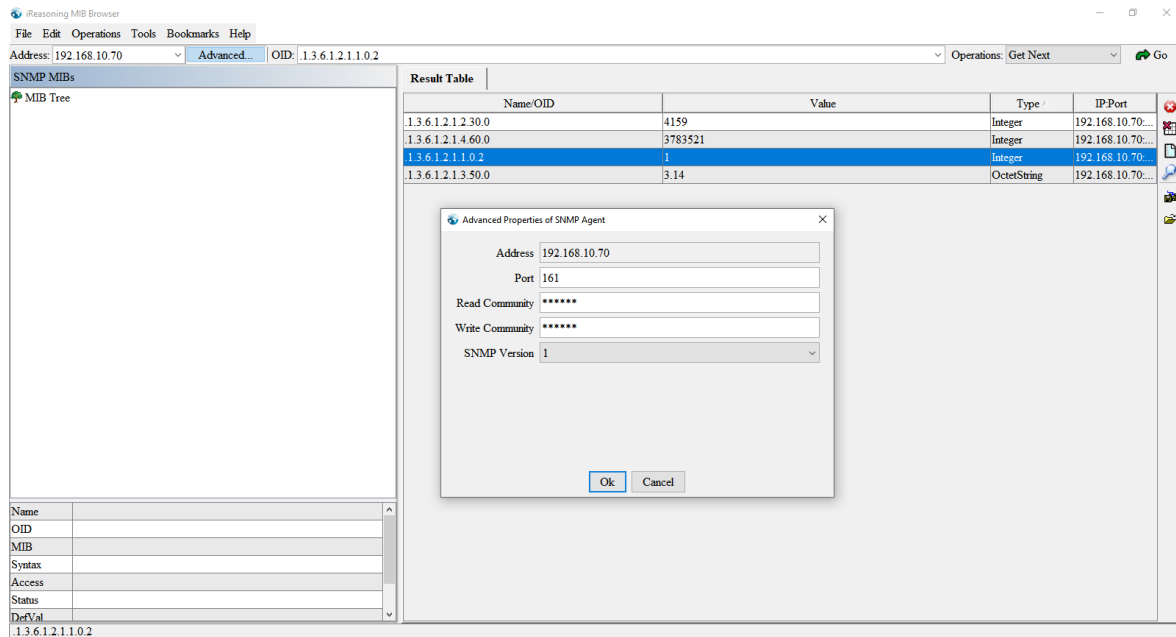 iReasoning MIB Browser
File Edit Operations Tools Bookmarks Help
Address: 192.168.10.70 Advanced... OID: .1.3.6.1.2.1.1.0.2 Operations: Get Next Go
SNMP MIBs
MIB Tree
Result Table
Name/OID Value Type IP:Port
.1.3.6.1.2.1.2.30.0 4159 Integer 192.168.10.70:...
.1.3.6.1.2.1.4.60.0 3783521 Integer 192.168.10.70:...
.1.3.6.1.2.1.1.0.2 1 Integer 192.168.10.70:...
.1.3.6.1.2.1.3.50.0 3.14 OctetString 192.168.10.70:...
Advanced Properties of SNMP Agent
Address 192.168.10.70
Port 161
Read Community ******
Write Community ******
SNMP Version 1
Ok Cancel
Name
OID
MIB
Syntax
Access
Status
DefVal
.1.3.6.1.2.1.1.0.2